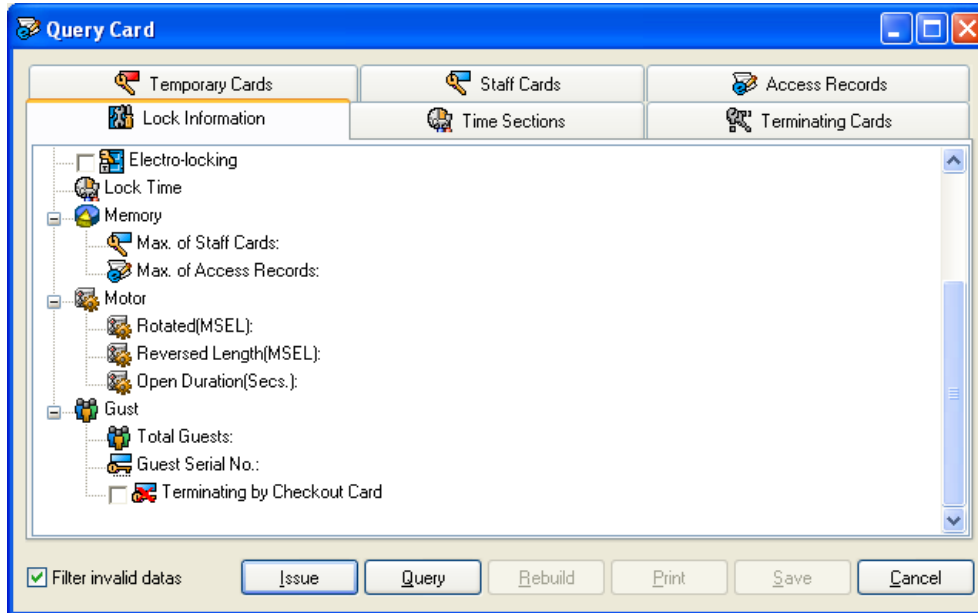 Query Card
Temporary Cards
Staff Cards
Access Records
Lock Information
Time Sections
Terminating Cards
Electro-locking
Lock Time
Memory
Max. of Staff Cards:
Max. of Access Records:
Motor
Rotated(MSEL):
Reversed Length(MSEL):
Open Duration(Secs.):
Gust
Total Guests:
Guest Serial No.:
Terminating by Checkout Card
Filter invalid datas
Issue
Query
Rebuild
Print
Save
Cancel